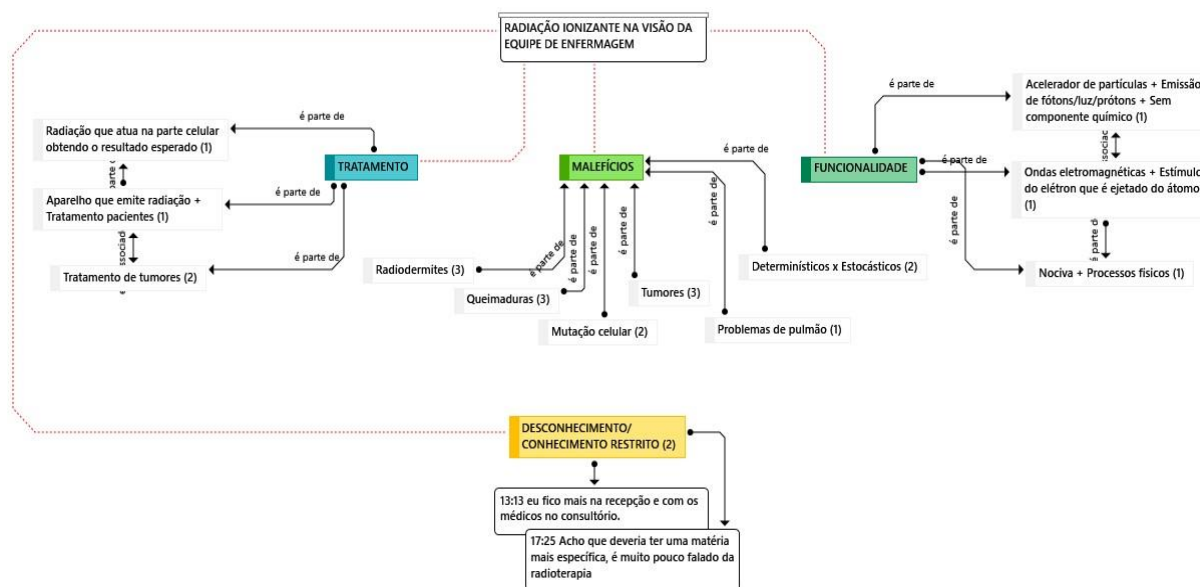 RADIAÇÃO IONIZANTE NA VISÃO DA
EQUIPE DE ENFERMAGEM
é parte de
Radiação que atua na parte celular
obtendo o resultado esperado (1)
TRATAMENTO
é parte de
Aparelho que emite radiação +
Tratamento pacientes (1)
é parte de
Tratamento de tumores (2)
MALEFÍCIOS
é parte de
é parte de
é parte de
é parte de
é parte de
é parte de
Radiodermites (3)
Queimaduras (3)
Mutação celular (2)
Tumores (3)
Problemas de pulmão (1)
Determinísticos x Estocásticos (2)
FUNCIONALIDADE
é parte de
é parte de
é parte de
Acelerador de partículas + Emissão
de fótons/luz/prótons + Sem
componente químico (1)
Ondas eletromagnéticas + Estímulo
do elétron que é ejetado do átomo
(1)
é parte d
Nociva + Processos fisicos (1)
DESCONHECIMENTO/
CONHECIMENTO RESTRITO (2)
13:13 eu fico mais na recepção e com os
médicos no consultório.
17:25 Acho que deveria ter uma matéria
mais específica, é muito pouco falado da
radioterapia